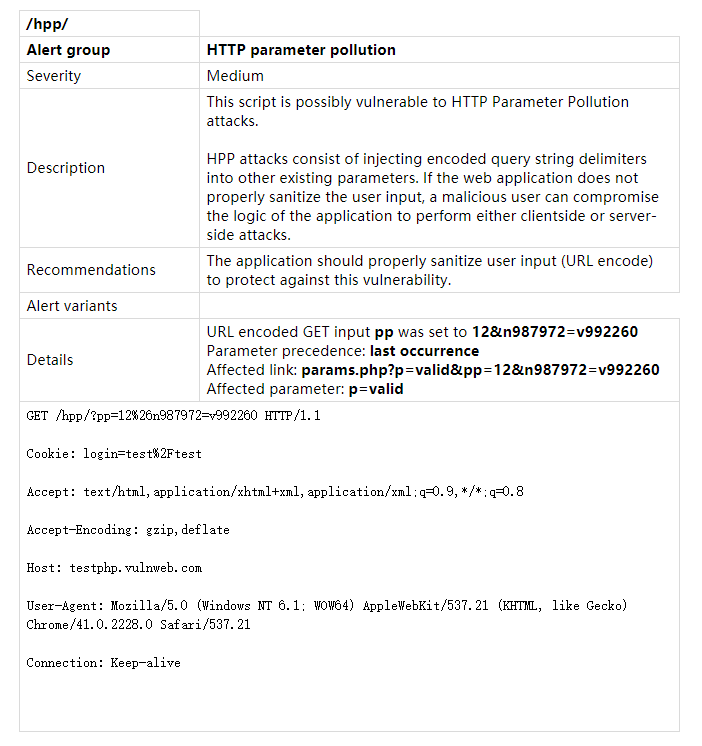 /hpp/
Alert group HTTP parameter pollution
Severity Medium
Description
This script is possibly vulnerable to HTTP Parameter Pollution
attacks.
HPP attacks consist of injecting encoded query string delimiters
into other existing parameters. If the web application does not
properly sanitize the user input, a malicious user can compromise
the logic of the application to perform either clientside or server-
side attacks.
Recommendations
The application should properly sanitize user input (URL encode)
to protect against this vulnerability.
Alert variants
Details
URL encoded GET input pp was set to 12&n987972=v992260
Parameter precedence: last occurrence
Affected link: params.php?p=valid&pp=12&n987972=v992260
Affected parameter: p=valid
GET /hpp/?pp=12%26n987972=v992260 HTTP/1.1
Cookie: login=test%2Ftest
Accept: text/html,application/xhtml+xml,application/xml;q=0.9,*/*;q=0.8
Accept-Encoding: gzip,deflate
Host: testphp.vulnweb.com
User-Agent: Mozilla/5.0 (Windows NT 6.1; WOW64) AppleWebKit/537.21 (KHTML, like Gecko)
Chrome/41.0.2228.0 Safari/537.21
Connection: Keep-alive